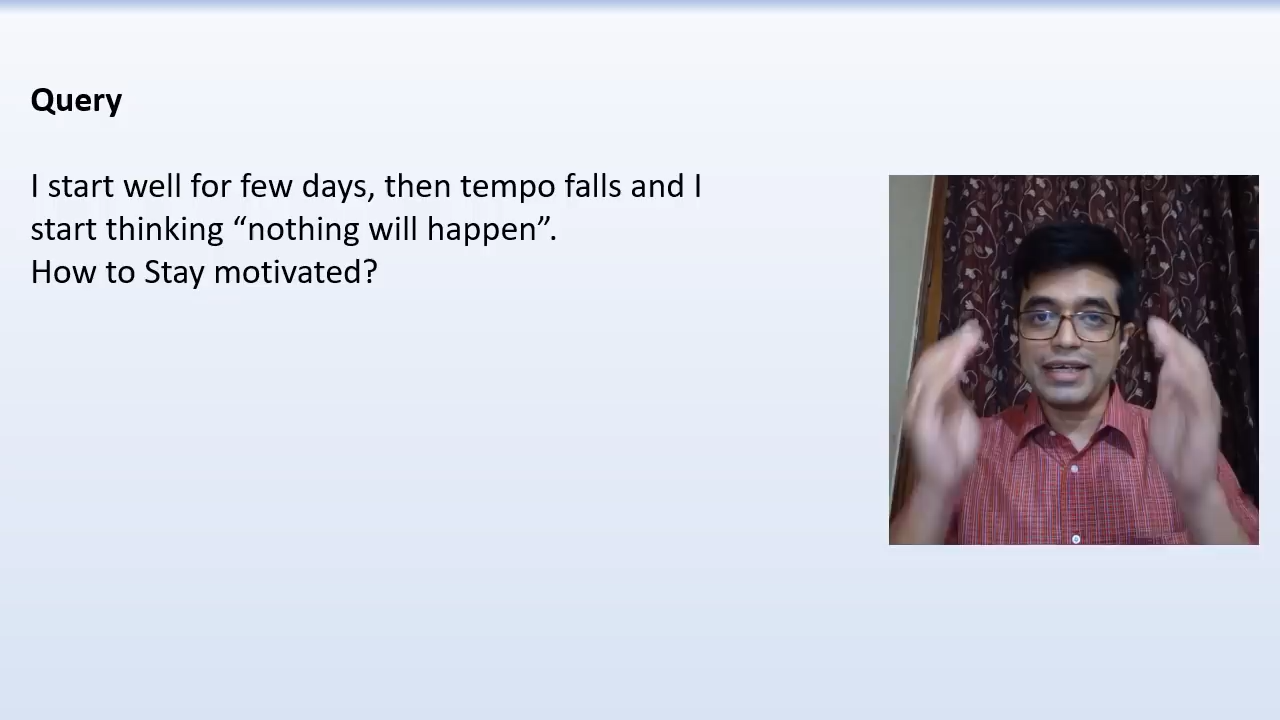 Query
I start well for few days, then tempo falls and I
start thinking “nothing will happen”.
How to Stay motivated?